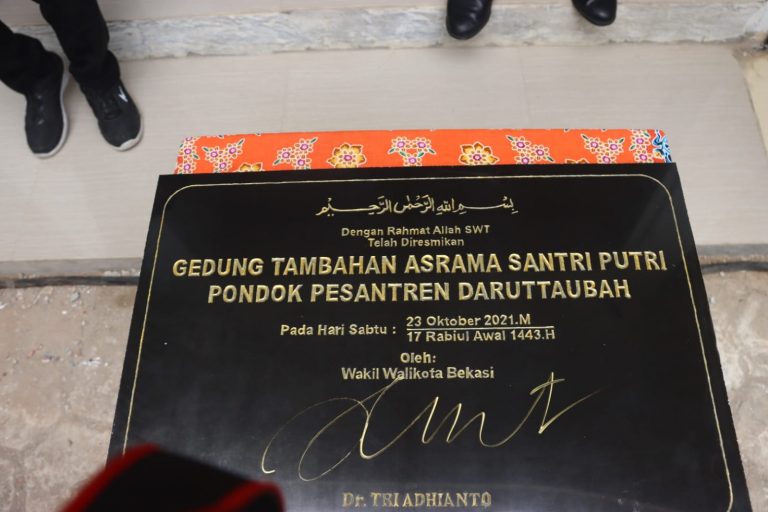 بِسْمِ اللهِ الرَّحْمٰنِ الرَّحِيْمِ
Dengan Rahmat Allah SWT
Telah Diresmikan
GEDUNG TAMBAHAN ASRAMA SANTRI PUTRI
PONDOK PESANTREN DARUTTAUBAH
Pada Hari Sabtu : 23 Oktober 2021.M
17 Rabiul Awal 1443.H
Oleh:
Wakil Walikota Bekasi
Dr. TRI ADHIANTO